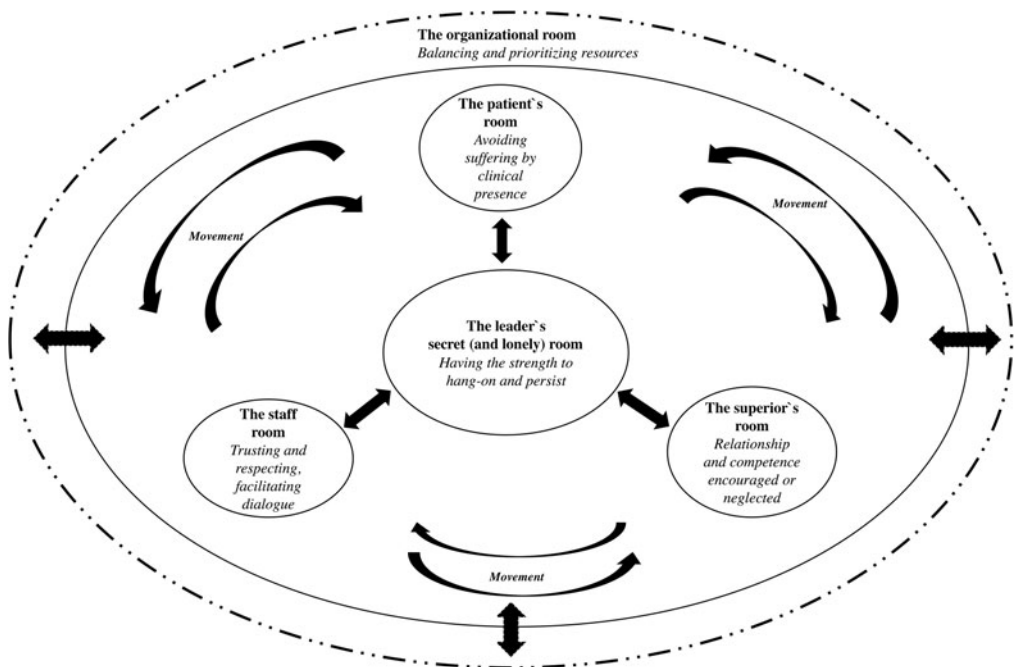 The organizational room
Balancing and prioritizing resources
The patient`s
room
Avoiding
suffering by
clinical
presence
Movement
Movement
The leader`s
secret (and lonely) room
Having the strength to
hang-on and persist
The staff
room
Trusting and
respecting,
facilitating
dialogue
The superior`s
room
Relationship
and competence
encouraged or
neglected
Movement